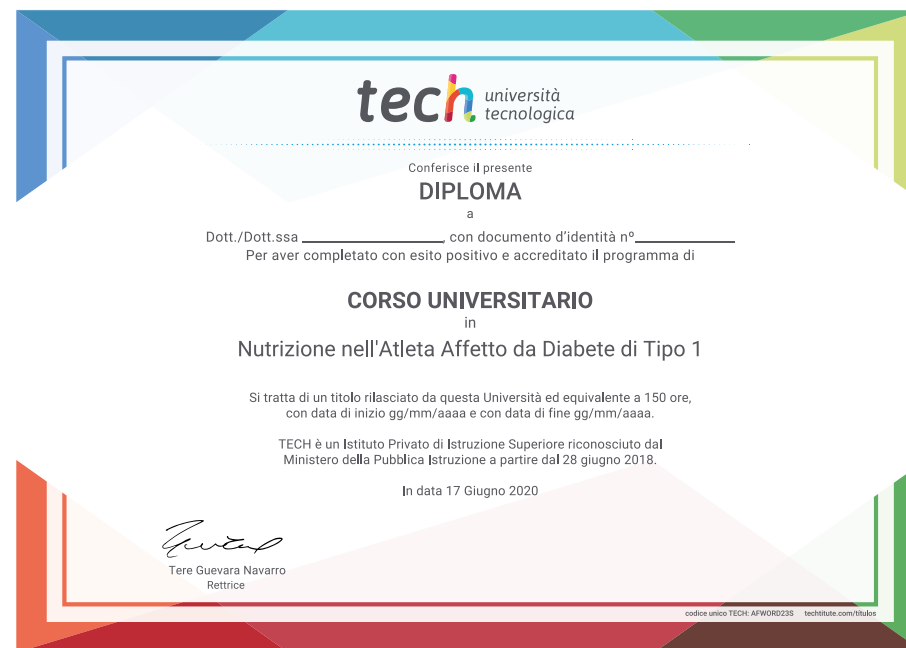 tech università
tecnologica
Conferisce il presente
DIPLOMA
a
Dott./Dott.ssa ________________, con documento d'identità nº___________
Per aver completato con esito positivo e accreditato il programma di
CORSO UNIVERSITARIO
in
Nutrizione nell'Atleta Affetto da Diabete di Tipo 1
Si tratta di un titolo rilasciato da questa Università ed equivalente a 150 ore,
con data di inizio gg/mm/aaaa e con data di fine gg/mm/aaaa.
TECH è un Istituto Privato di Istruzione Superiore riconosciuto dal
Ministero della Pubblica Istruzione a partire dal 28 giugno 2018.
In data 17 Giugno 2020
Tere Guevara Navarro
Rettrice
codice unico TECH: AFWORD23S techtitute.com/títulos